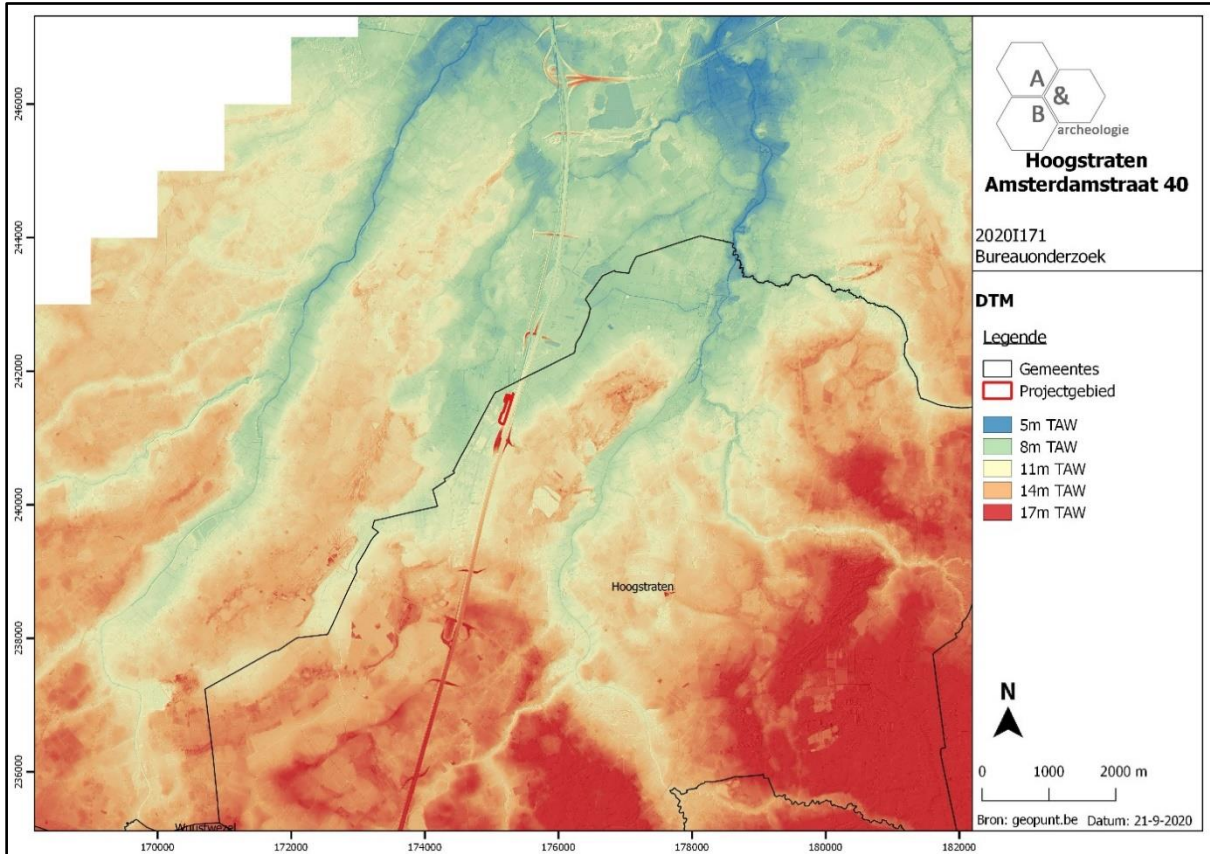 A
&
B
archeologie
Hoogstraten
Amsterdamstraat 40
2020I171
Bureauonderzoek
DTM
Legende
Gemeentes
Projectgebied
5m TAW
8m TAW
11m TAW
14m TAW
17m TAW
N
0 1000 2000 m
Bron: geopunt.be Datum: 21-9-2020
Hoogstraten
Wuustwezel
246000
244000
242000
240000
238000
236000
170000 172000 174000 176000 178000 180000 182000